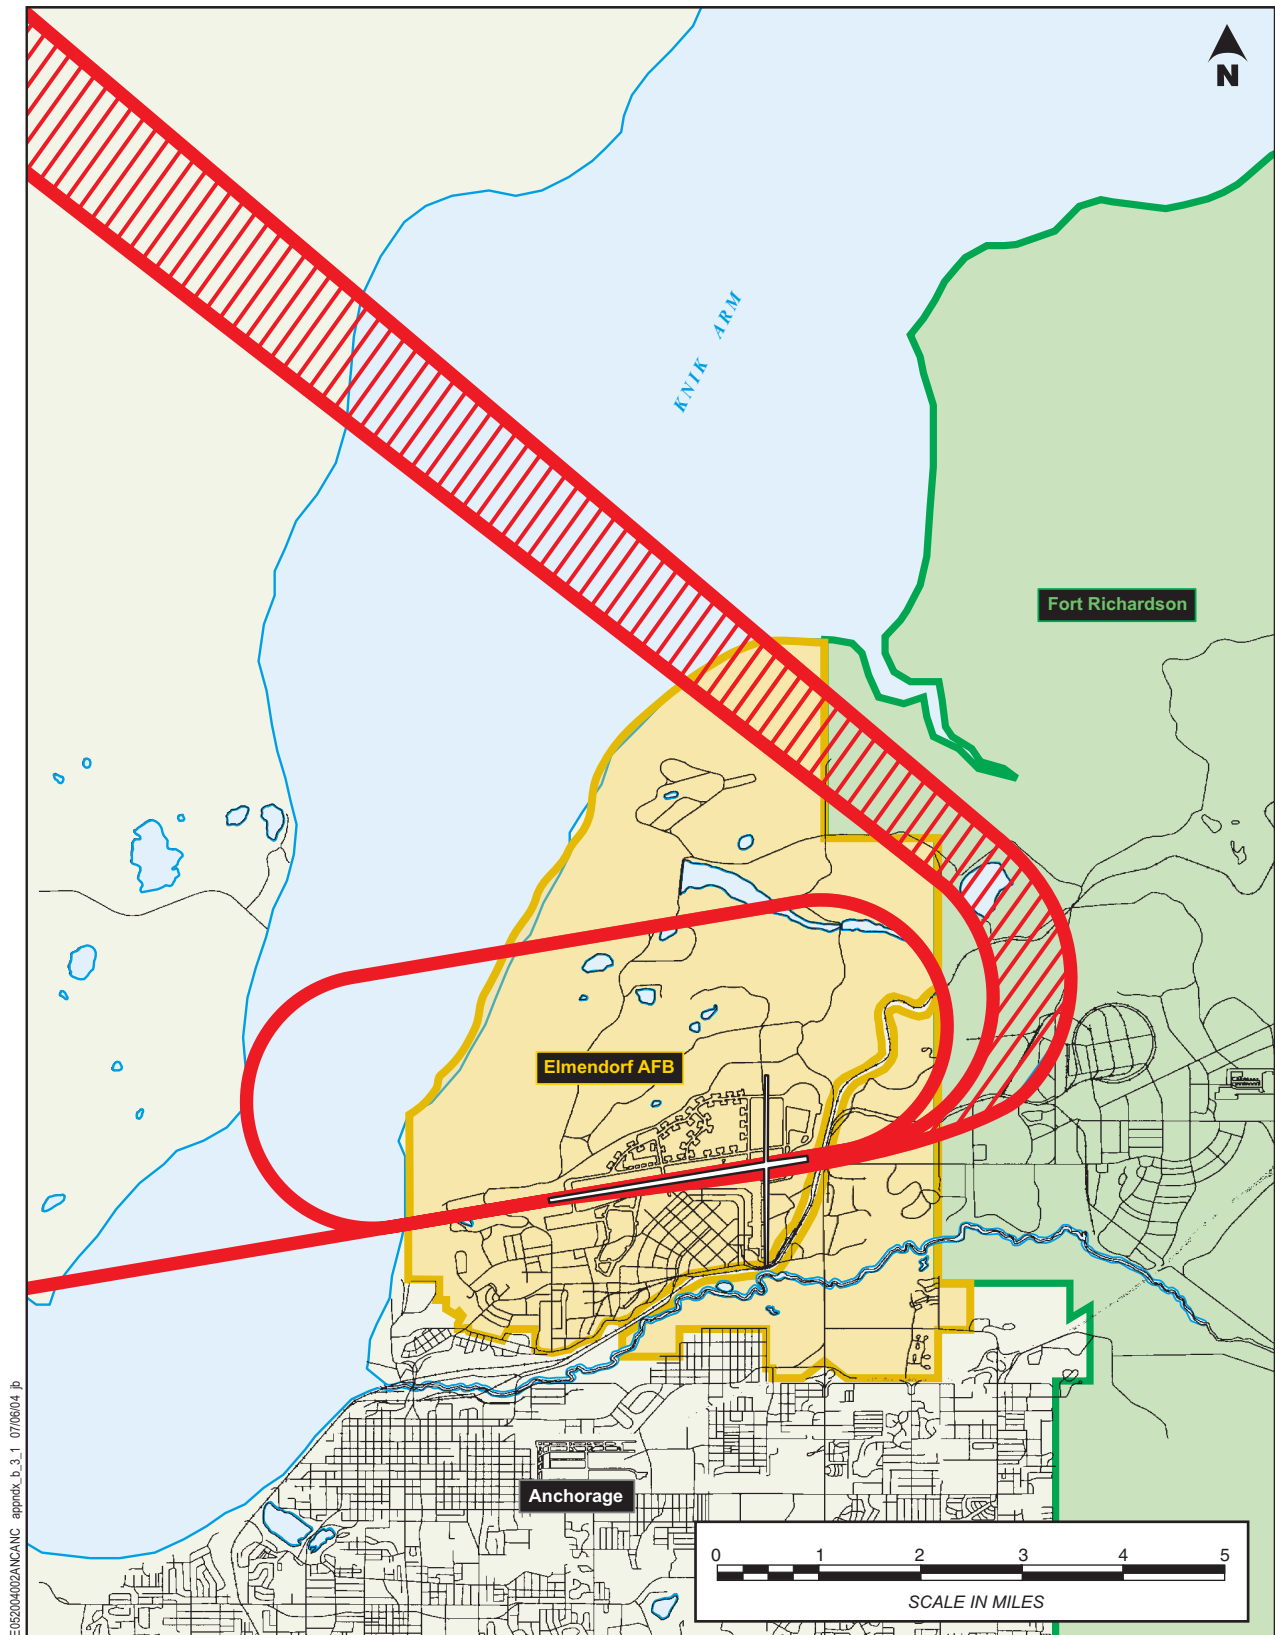 N
KNIK ARM
Fort Richardson
Elmendorf AFB
Anchorage
0 1 2 3 4 5
SCALE IN MILES
E052004002ANCANC appndx_b_3_1 07/06/04 jb